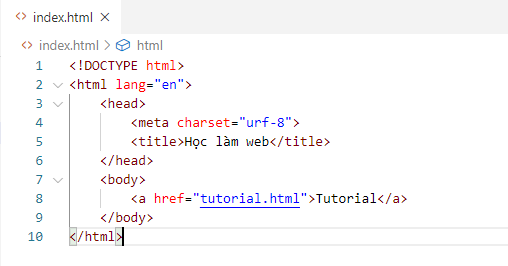 index.html ×
index.html > html
1 <!DOCTYPE html>
2 <html lang="en">
3 <head>
4 <meta charset="urf-8">
5 <title>Học làm web</title>
6 </head>
7 <body>
8 <a href="tutorial.html">Tutorial</a>
9 </body>
10 </html>